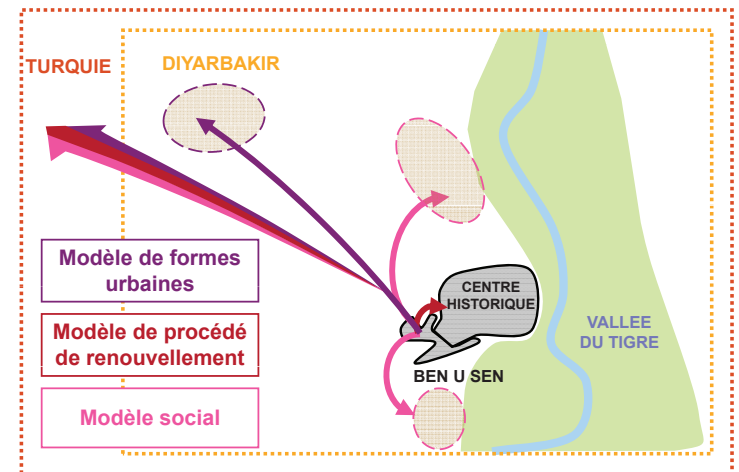 TURQUIE
DIYARBAKIR
Modèle de formes
urbaines
Modèle de procédé
de renouvellement
Modèle social
CENTRE
HISTORIQUE
BEN U SEN
VALLEE
DU TIGRE